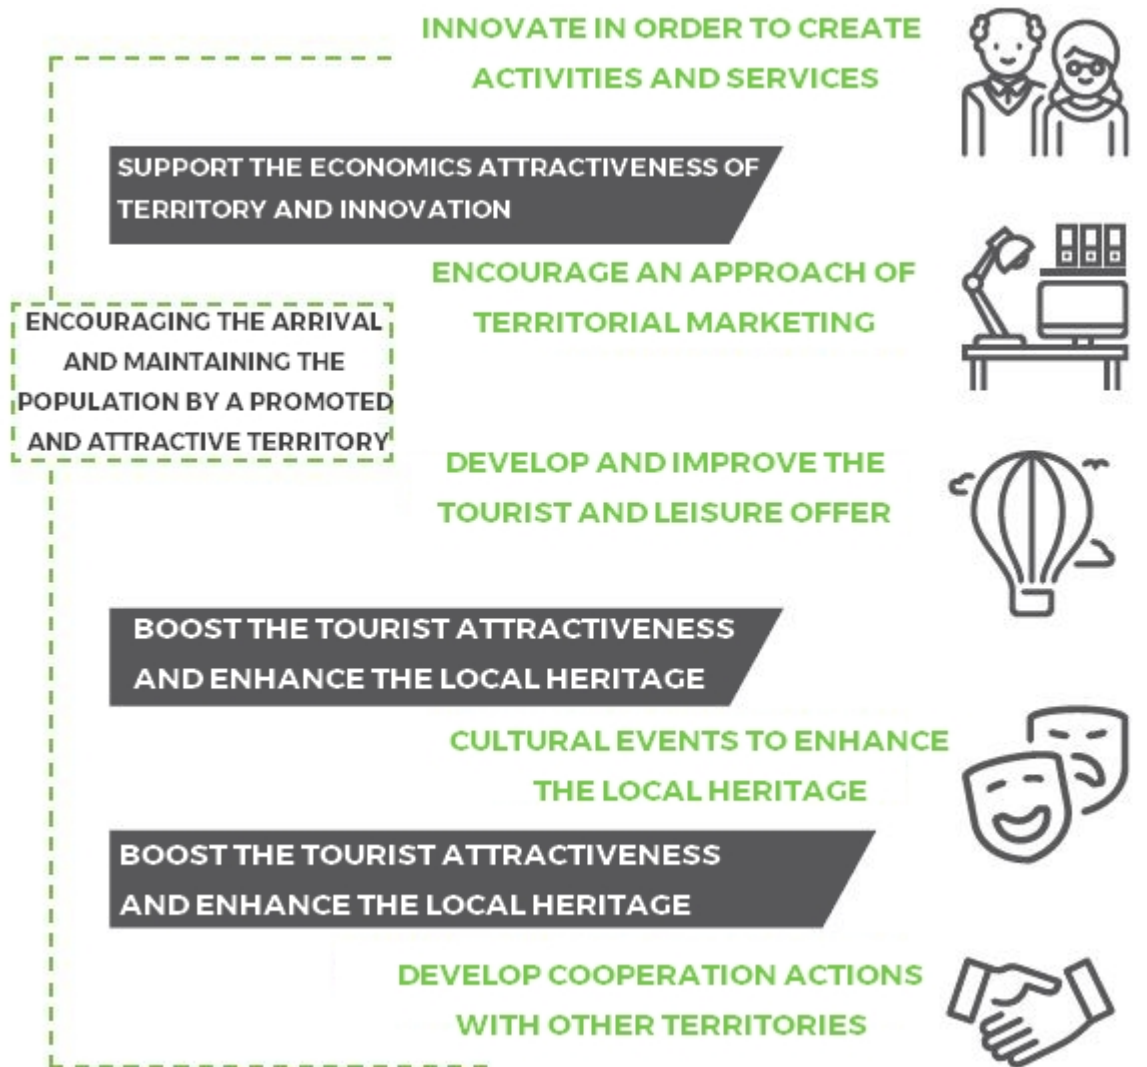 INNOVATE IN ORDER TO CREATE
ACTIVITIES AND SERVICES
SUPPORT THE ECONOMICS ATTRACTIVENESS OF
TERRITORY AND INNOVATION
ENCOURAGE AN APPROACH OF
TERRITORIAL MARKETING
ENCOURAGING THE ARRIVAL
AND MAINTAINING THE
POPULATION BY A PROMOTED
AND ATTRACTIVE TERRITORY
DEVELOP AND IMPROVE THE
TOURIST AND LEISURE OFFER
BOOST THE TOURIST ATTRACTIVENESS
AND ENHANCE THE LOCAL HERITAGE
CULTURAL EVENTS TO ENHANCE
THE LOCAL HERITAGE
BOOST THE TOURIST ATTRACTIVENESS
AND ENHANCE THE LOCAL HERITAGE
DEVELOP COOPERATION ACTIONS
WITH OTHER TERRITORIES